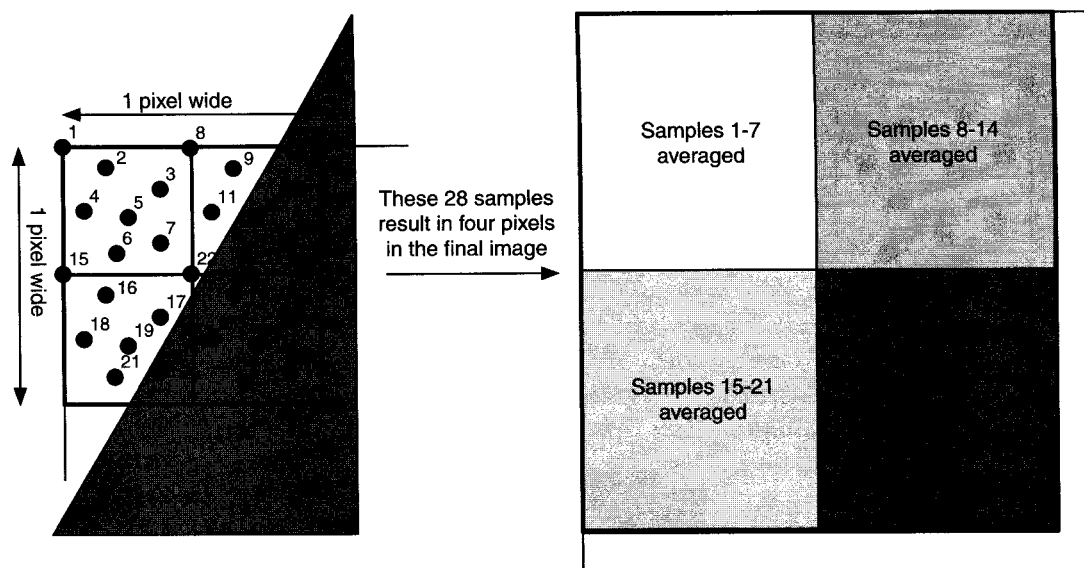 1 pixel wide
1 pixel wide
1
8
2
9
3
4
5
11
6
7
15
22
16
17
18
19
21
These 28 samples
result in four pixels
in the final image
Samples 1-7
averaged
Samples 8-14
averaged
Samples 15-21
averaged